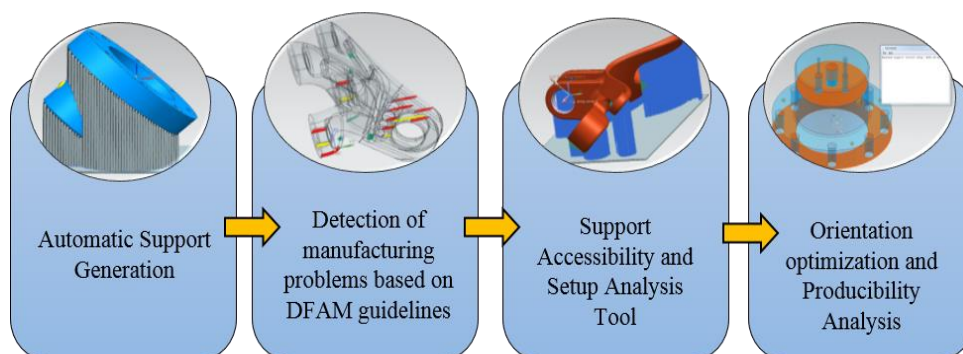 Automatic Support
Generation
Detection of
manufacturing
problems based on
DFAM guidelines
Support
Accessibility and
Setup Analysis
Tool
Orientation
optimization and
Producibility
Analysis